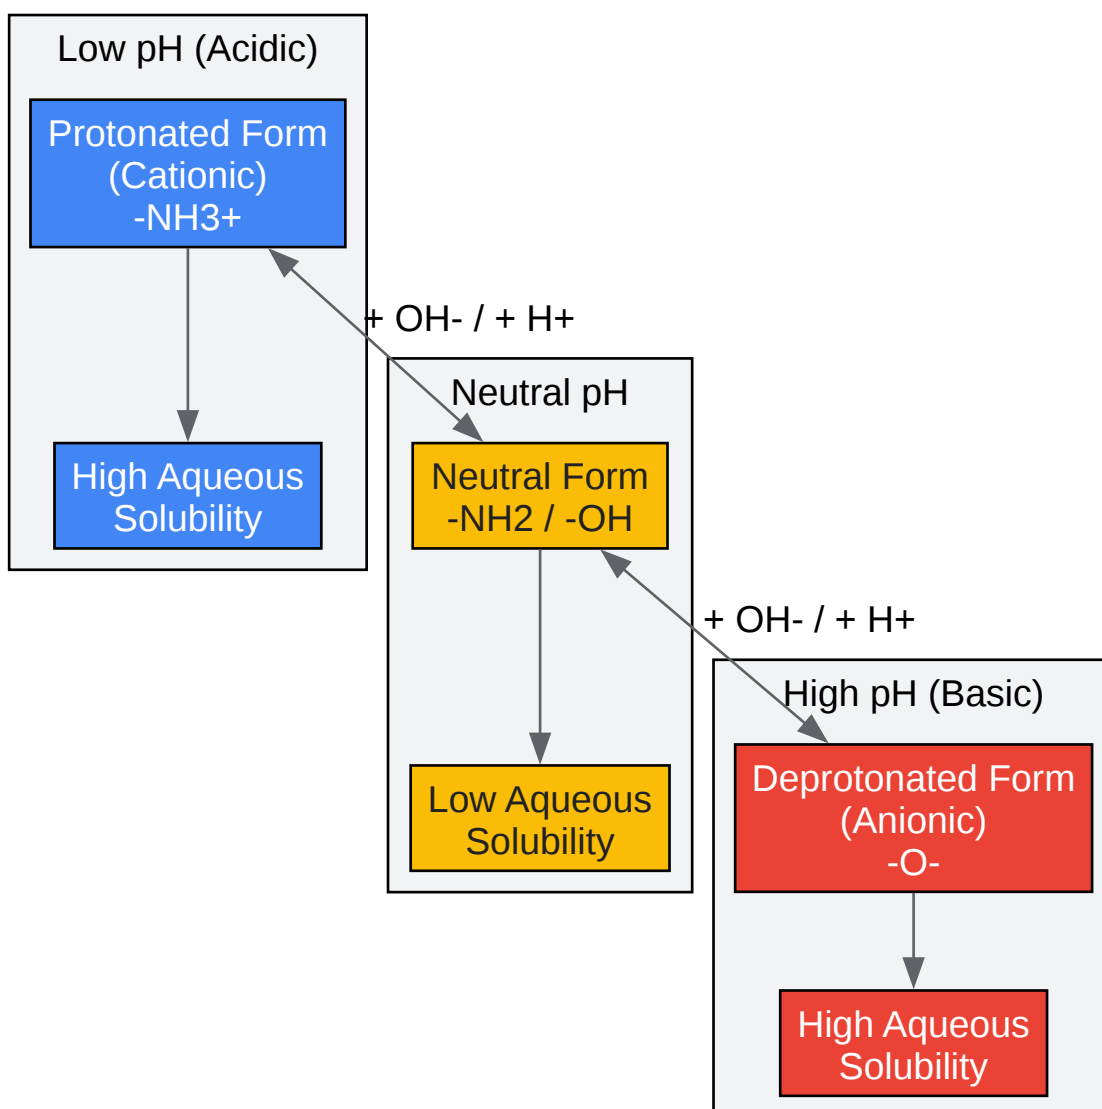 Low pH (Acidic)
Protonated Form
(Cationic)
-NH3+
+ OH- / + H+
Neutral pH
High Aqueous
Solubility
Neutral Form
-NH2 / -OH
+ OH- / + H+
High pH (Basic)
Low Aqueous
Solubility
Deprotonated Form
(Anionic)
-O-
High Aqueous
Solubility